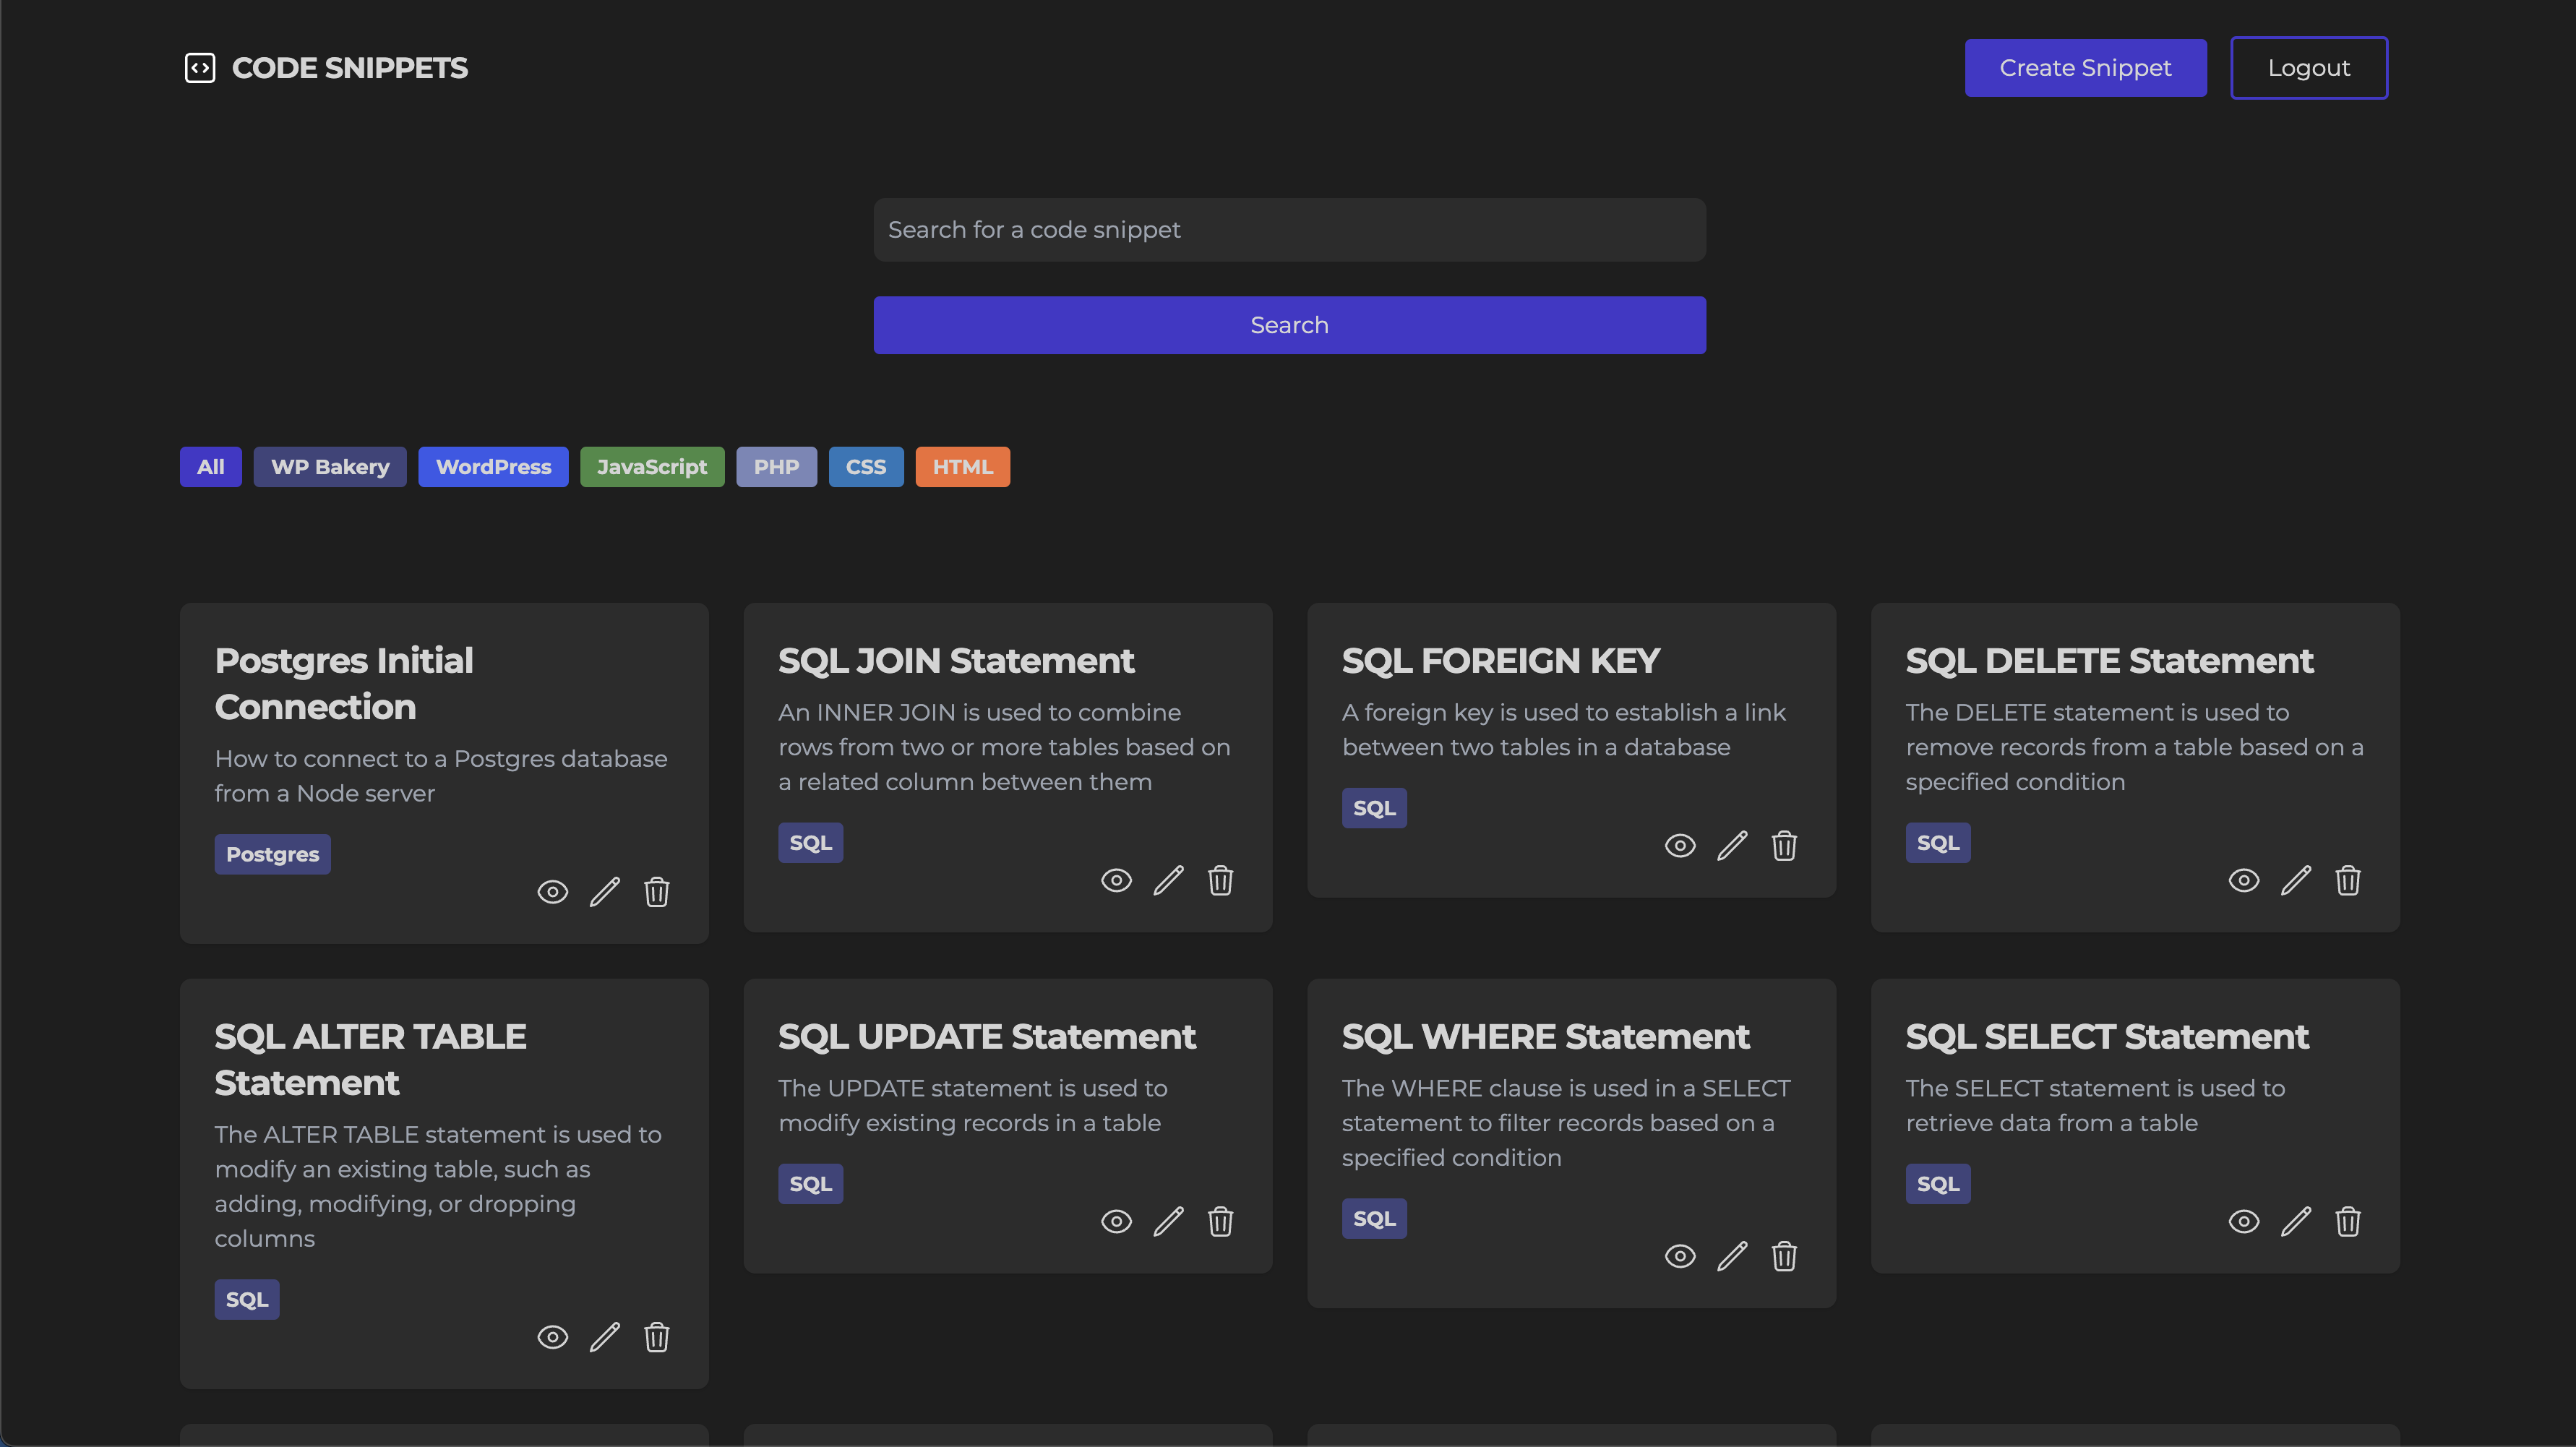 CODE SNIPPETS
Create Snippet
Logout
Search for a code snippet
Search
All
WP Bakery
WordPress
JavaScript
PHP
CSS
HTML
Postgres Initial
Connection
How to connect to a Postgres database
from a Node server
Postgres
SQL JOIN Statement
An INNER JOIN is used to combine
rows from two or more tables based on
a related column between them
SQL
SQL FOREIGN KEY
A foreign key is used to establish a link
between two tables in a database
SQL
SQL DELETE Statement
The DELETE statement is used to
remove records from a table based on a
specified condition
SQL
SQL ALTER TABLE
Statement
The ALTER TABLE statement is used to
modify an existing table, such as
adding, modifying, or dropping
columns
SQL
SQL UPDATE Statement
The UPDATE statement is used to
modify existing records in a table
SQL
SQL WHERE Statement
The WHERE clause is used in a SELECT
statement to filter records based on a
specified condition
SQL
SQL SELECT Statement
The SELECT statement is used to
retrieve data from a table
SQL